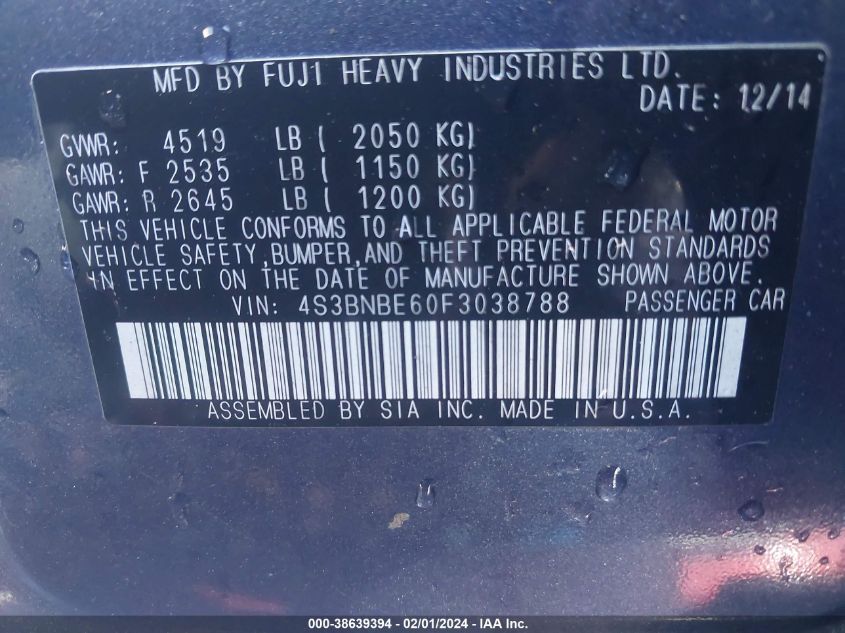 MFD BY FUJI HEAVY INDUSTRIES LTD.
DATE: 12/14
GVWR: 4519 LB ( 2050 KG)
GAWR: F 2535 LB ( 1150 KG)
GAWR: R 2645 LB ( 1200 KG)
THIS VEHICLE CONFORMS TO ALL APPLICABLE FEDERAL MOTOR
VEHICLE SAFETY, BUMPER, AND THEFT PREVENTION STANDARDS
IN EFFECT ON THE DATE OF MANUFACTURE SHOWN ABOVE.
VIN: 4S3BNBE60F3038788 PASSENGER CAR
ASSEMBLED BY SIA INC. MADE IN U.S.A.
000-38639394 - 02/01/2024 - IAA Inc.